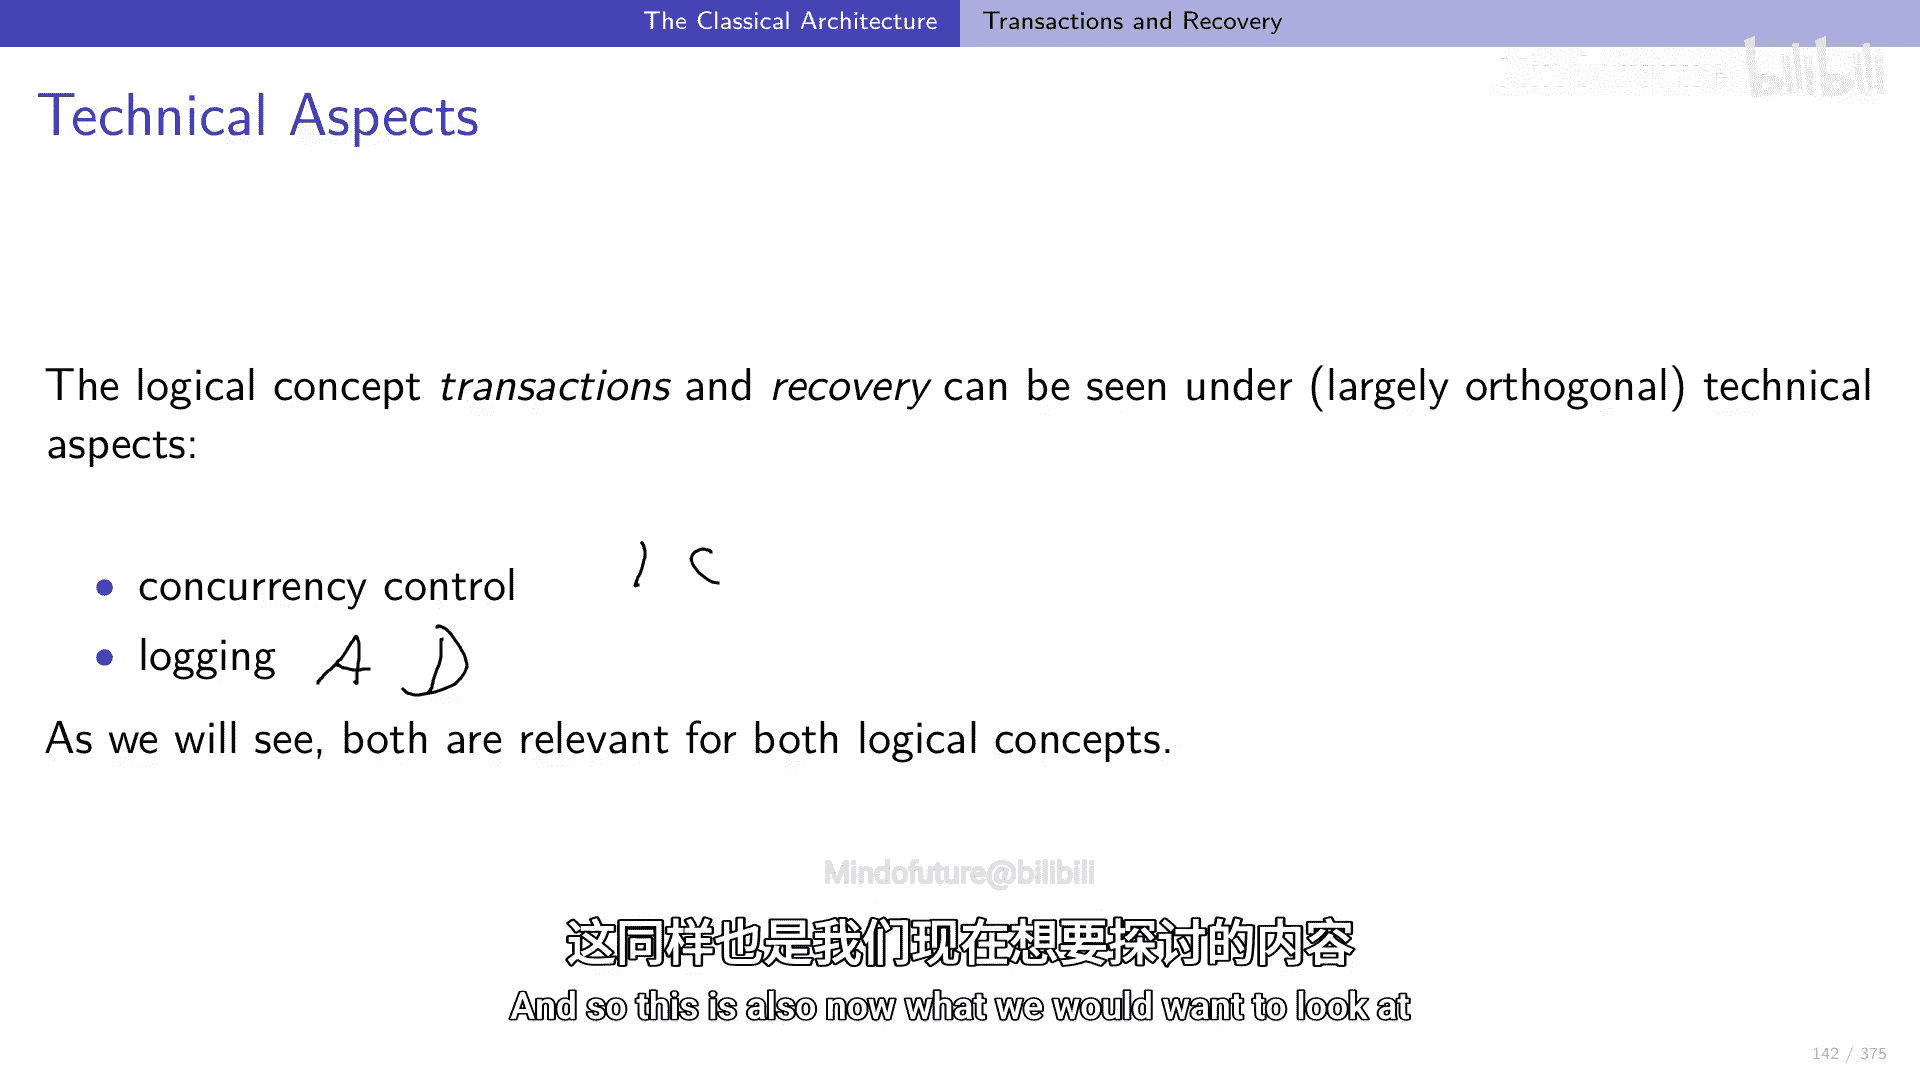 The Classical Architecture Transactions and Recovery
bilibili
Technical Aspects
The logical concept transactions and recovery can be seen under (largely orthogonal) technical
aspects:
• concurrency control I C
• logging A D
As we will see, both are relevant for both logical concepts.
Mindofuture@bilibili
这同样也是我们现在想要探讨的内容
And so this is also now what we would want to look at
142 / 375